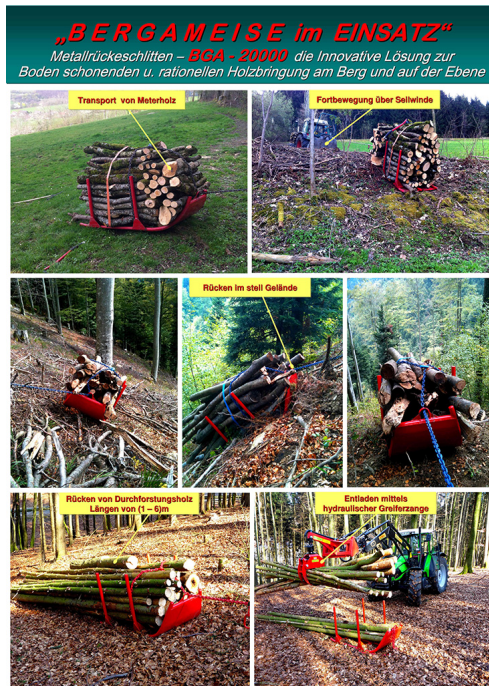 „BERGAMEISE im EINSATZ“
Metallrückeschlitten – BGA - 20000 die Innovative Lösung zur
Boden schonenden u. rationellen Holzbringung am Berg und auf der Ebene
Transport von Meterholz
Fortbewegung über Seilwinde
Rücken im steil Gelände
Rücken von Durchforstungsholz
Längen von (1 – 6)m
Entladen mittels
hydraulischer Greiferzange